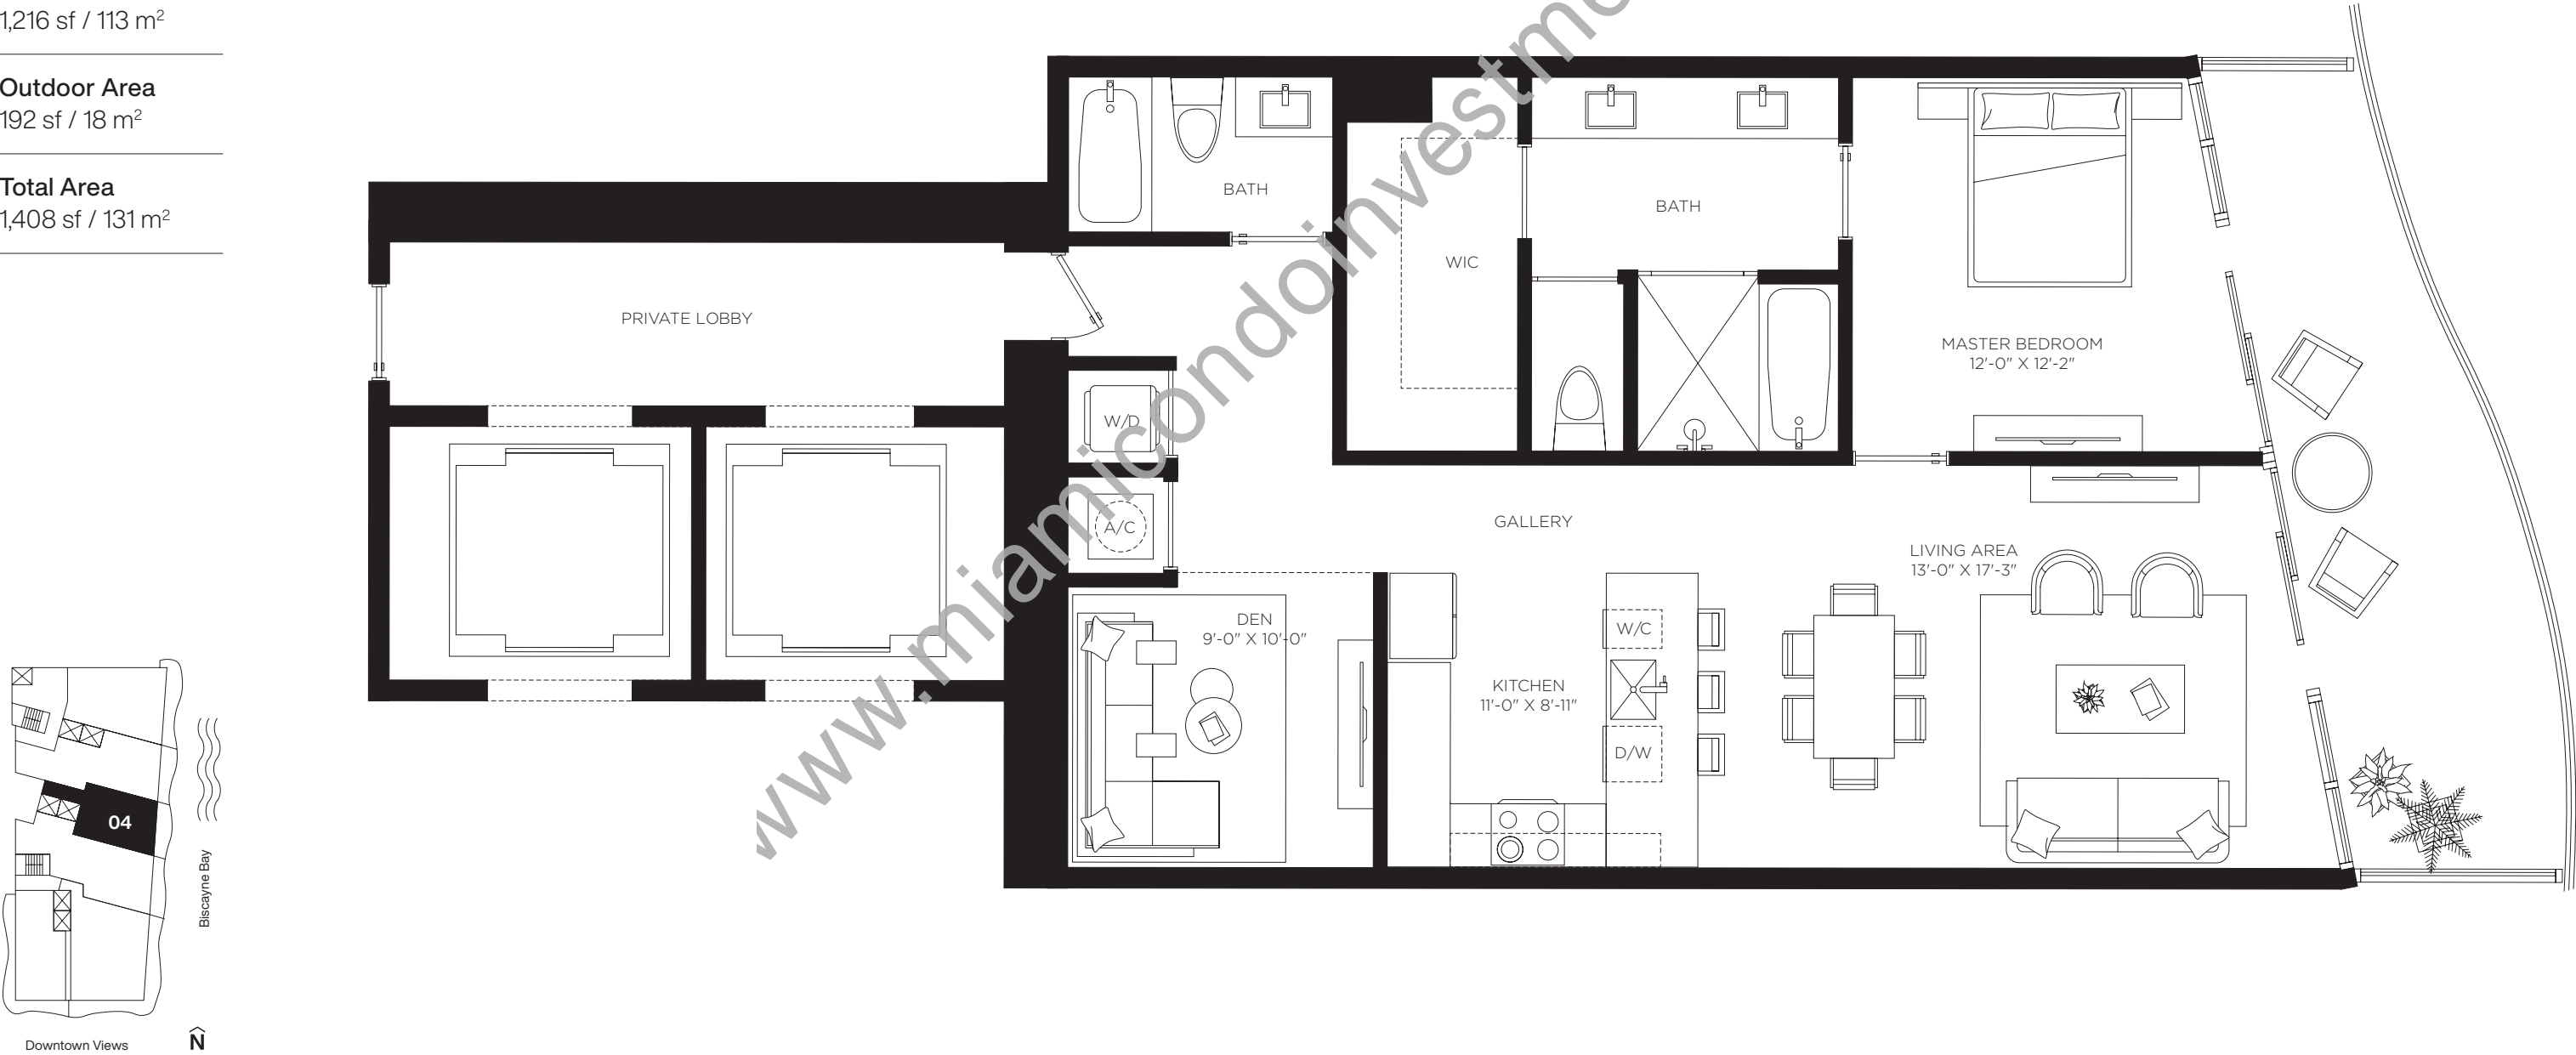 1,216 sf / 113 m²
Outdoor Area
192 sf / 18 m²
Total Area
1,408 sf / 131 m²
BATH
BATH
WIC
PRIVATE LOBBY
MASTER BEDROOM
12'-0" X 12'-2"
W/D
A/C
GALLERY
LIVING AREA
13'-0" X 17'-3"
DEN
9'-0" X 10'-0"
W/C
KITCHEN
11'-0" X 8'-11"
D/W
www.miamicondoinvestm
04
Biscayne Bay
Downtown Views
N